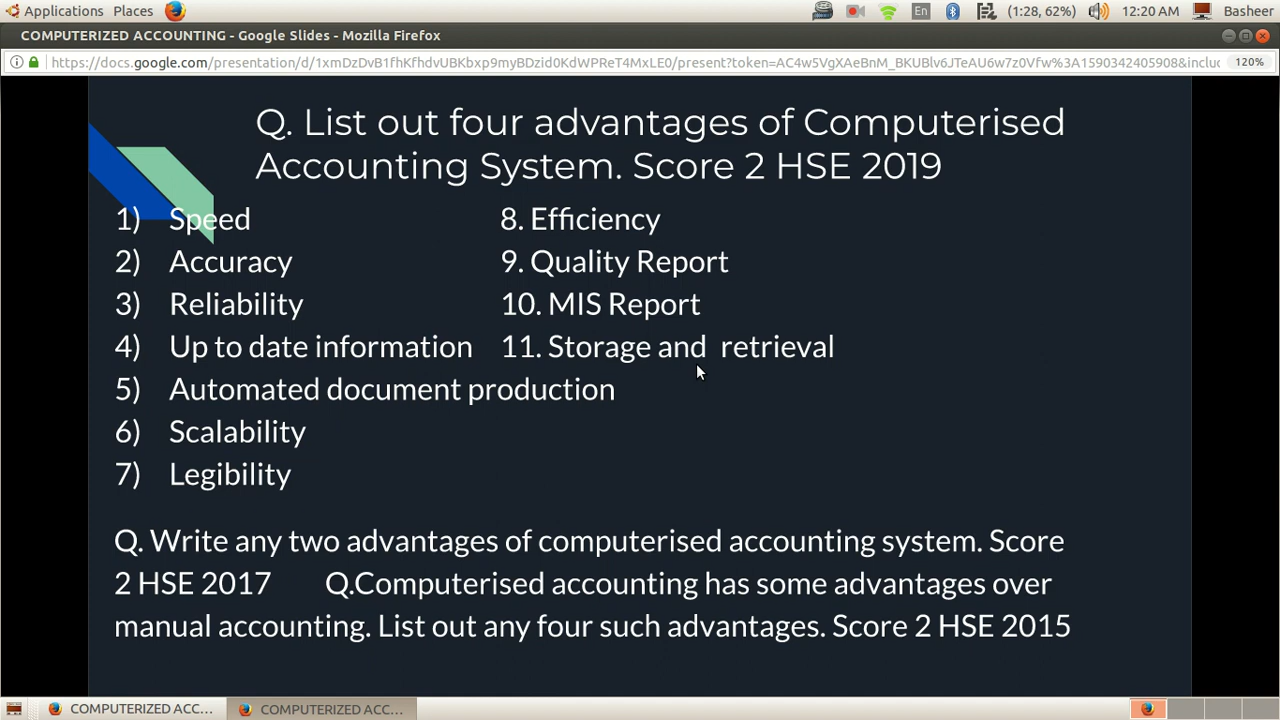 Applications Places En (1:28, 62%) 12:20 AM Basheer
COMPUTERIZED ACCOUNTING - Google Slides - Mozilla Firefox
https://docs.google.com/presentation/d/1xmDzDvB1fhKfhdvUBKbxp9myBDzid0KdWPReT4MxLE0/present?token=AC4w5VgXAeBnM_BKUBlv6JTeAU6w7z0Vfw%3A1590342405908&inclu 120%
Q. List out four advantages of Computerised
Accounting System. Score 2 HSE 2019
1) Speed
2) Accuracy
3) Reliability
4) Up to date information
5) Automated document production
6) Scalability
7) Legibility
8. Efficiency
9. Quality Report
10. MIS Report
11. Storage and retrieval
Q. Write any two advantages of computerised accounting system. Score
2 HSE 2017 Q.Computerised accounting has some advantages over
manual accounting. List out any four such advantages. Score 2 HSE 2015
COMPUTERIZED ACC... COMPUTERIZED ACC...